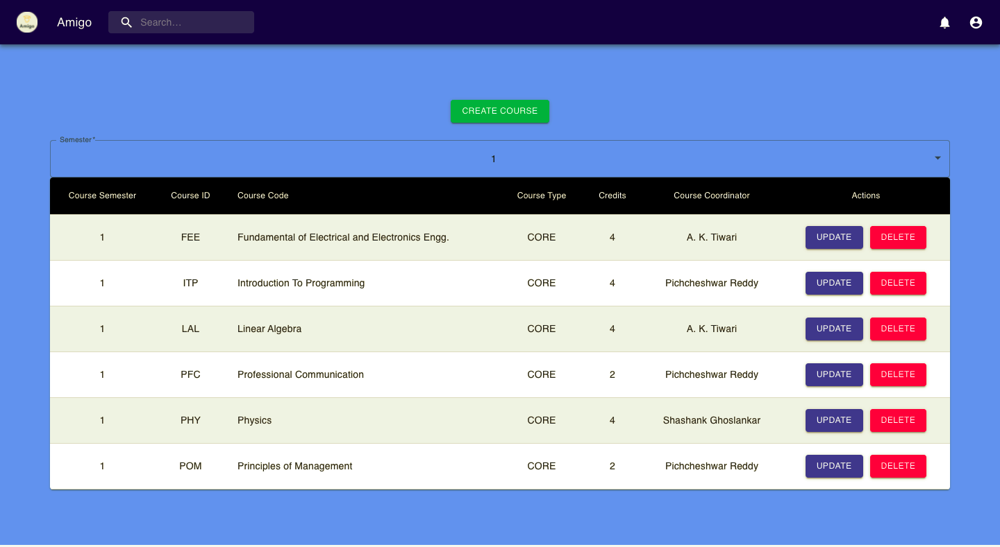 Amigo
Amigo
Search…
CREATE COURSE
Semester *
1
Course Semester Course ID Course Code Course Type Credits Course Coordinator Actions
1 FEE Fundamental of Electrical and Electronics Engg. CORE 4 A. K. Tiwari UPDATE DELETE
1 ITP Introduction To Programming CORE 4 Pichcheshwar Reddy UPDATE DELETE
1 LAL Linear Algebra CORE 4 A. K. Tiwari UPDATE DELETE
1 PFC Professional Communication CORE 2 Pichcheshwar Reddy UPDATE DELETE
1 PHY Physics CORE 4 Shashank Ghoslankar UPDATE DELETE
1 POM Principles of Management CORE 2 Pichcheshwar Reddy UPDATE DELETE